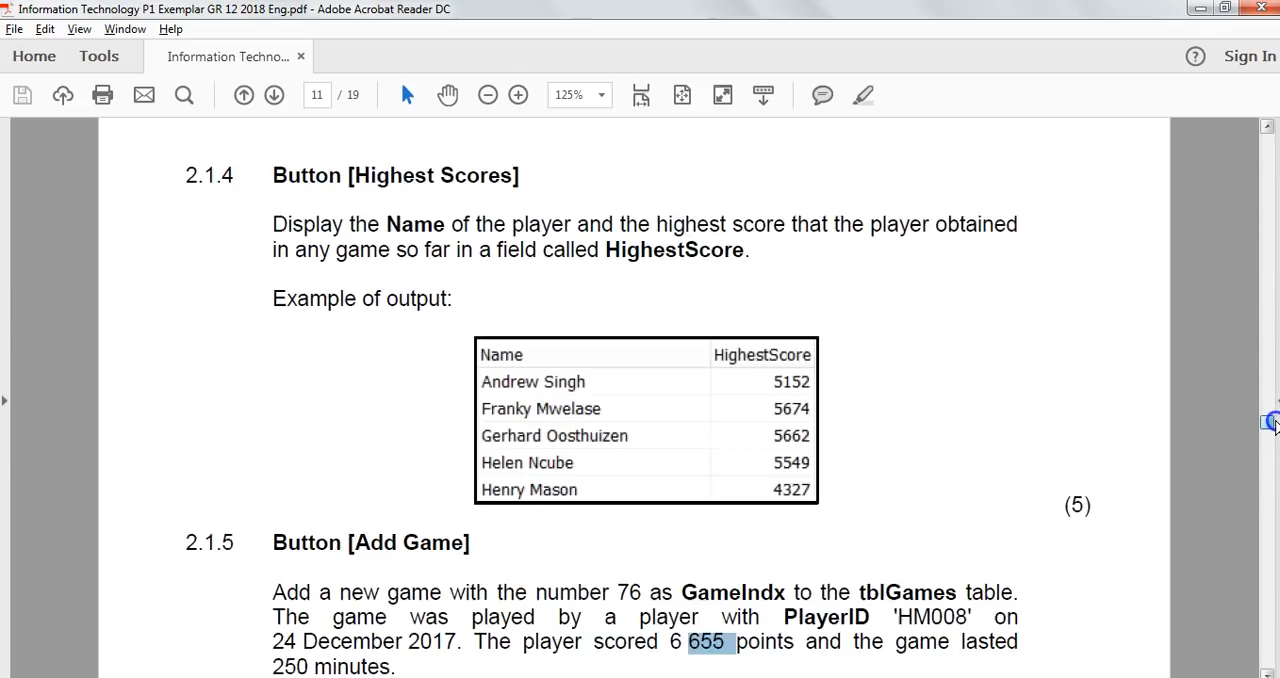 Information Technology P1 Exemplar GR 12 2018 Eng.pdf - Adobe Acrobat Reader DC
File Edit View Window Help
Home Tools Information Techno... × ? Sign In
11 / 19 125%
2.1.4 Button [Highest Scores]
Display the Name of the player and the highest score that the player obtained
in any game so far in a field called HighestScore.
Example of output:
Name HighestScore
Andrew Singh 5152
Franky Mwelase 5674
Gerhard Oosthuizen 5662
Helen Ncube 5549
Henry Mason 4327
(5)
2.1.5 Button [Add Game]
Add a new game with the number 76 as GameIndx to the tblGames table.
The game was played by a player with PlayerID 'HM008' on
24 December 2017. The player scored 6 655 points and the game lasted
250 minutes.